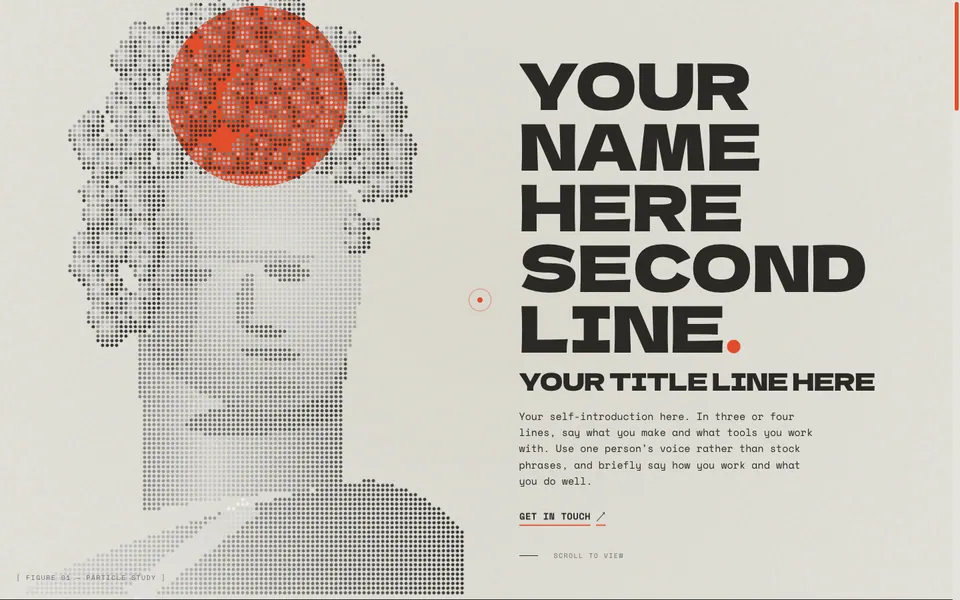 YOUR
NAME
HERE
SECOND
LINE.
YOUR TITLE LINE HERE
Your self-introduction here. In three or four
lines, say what you make and what tools you work
with. Use one person's voice rather than stock
phrases, and briefly say how you work and what
you do well.
GET IN TOUCH ↗
SCROLL TO VIEW
[ FIGURE 01 — PARTICLE STUDY ]